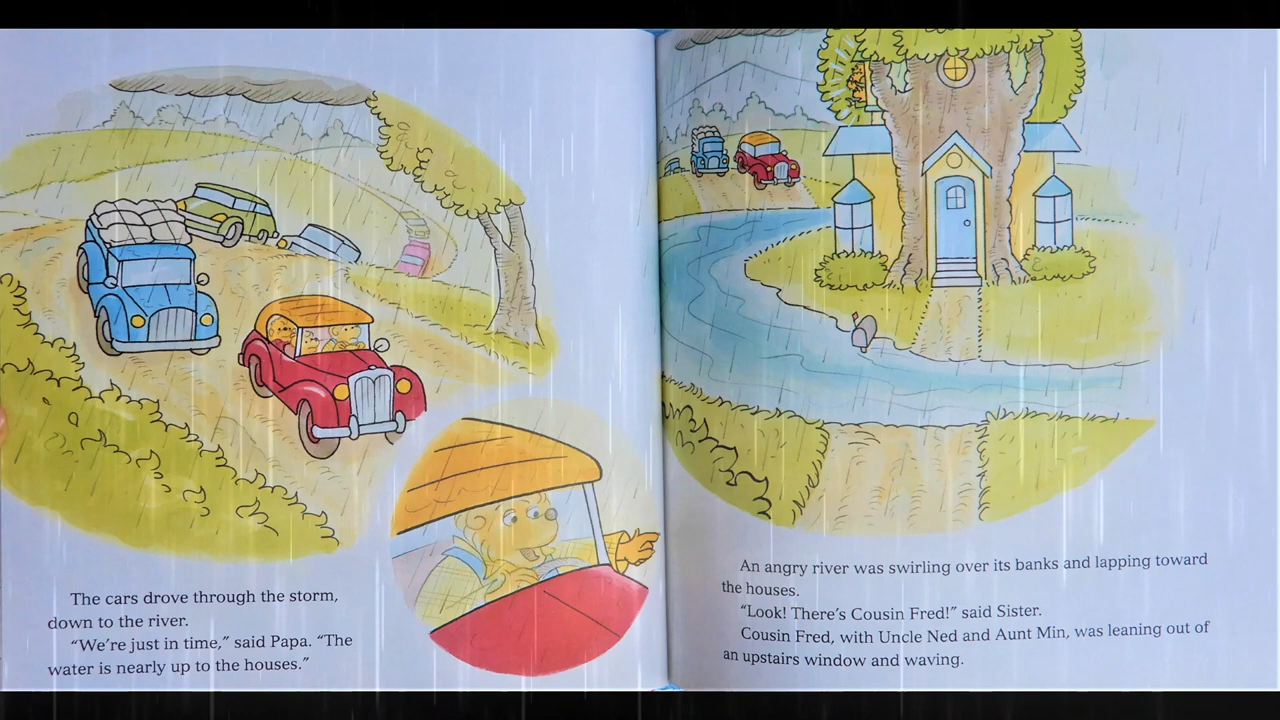 The cars drove through the storm,
down to the river.
"We're just in time," said Papa. "The
water is nearly up to the houses."
An angry river was swirling over its banks and lapping toward
the houses.
"Look! There's Cousin Fred!" said Sister.
Cousin Fred, with Uncle Ned and Aunt Min, was leaning out of
an upstairs window and waving.